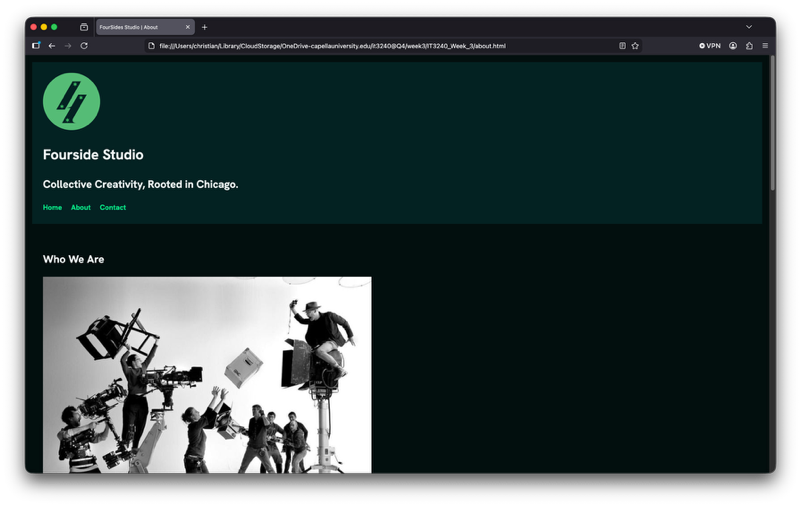 FourSides Studio | About
file:///Users/christian/Library/CloudStorage/OneDrive-capellauniversity.edu/it3240@Q4/week3/IT3240_Week_3/about.html
VPN
Fourside Studio
Collective Creativity, Rooted in Chicago.
Home About Contact
Who We Are